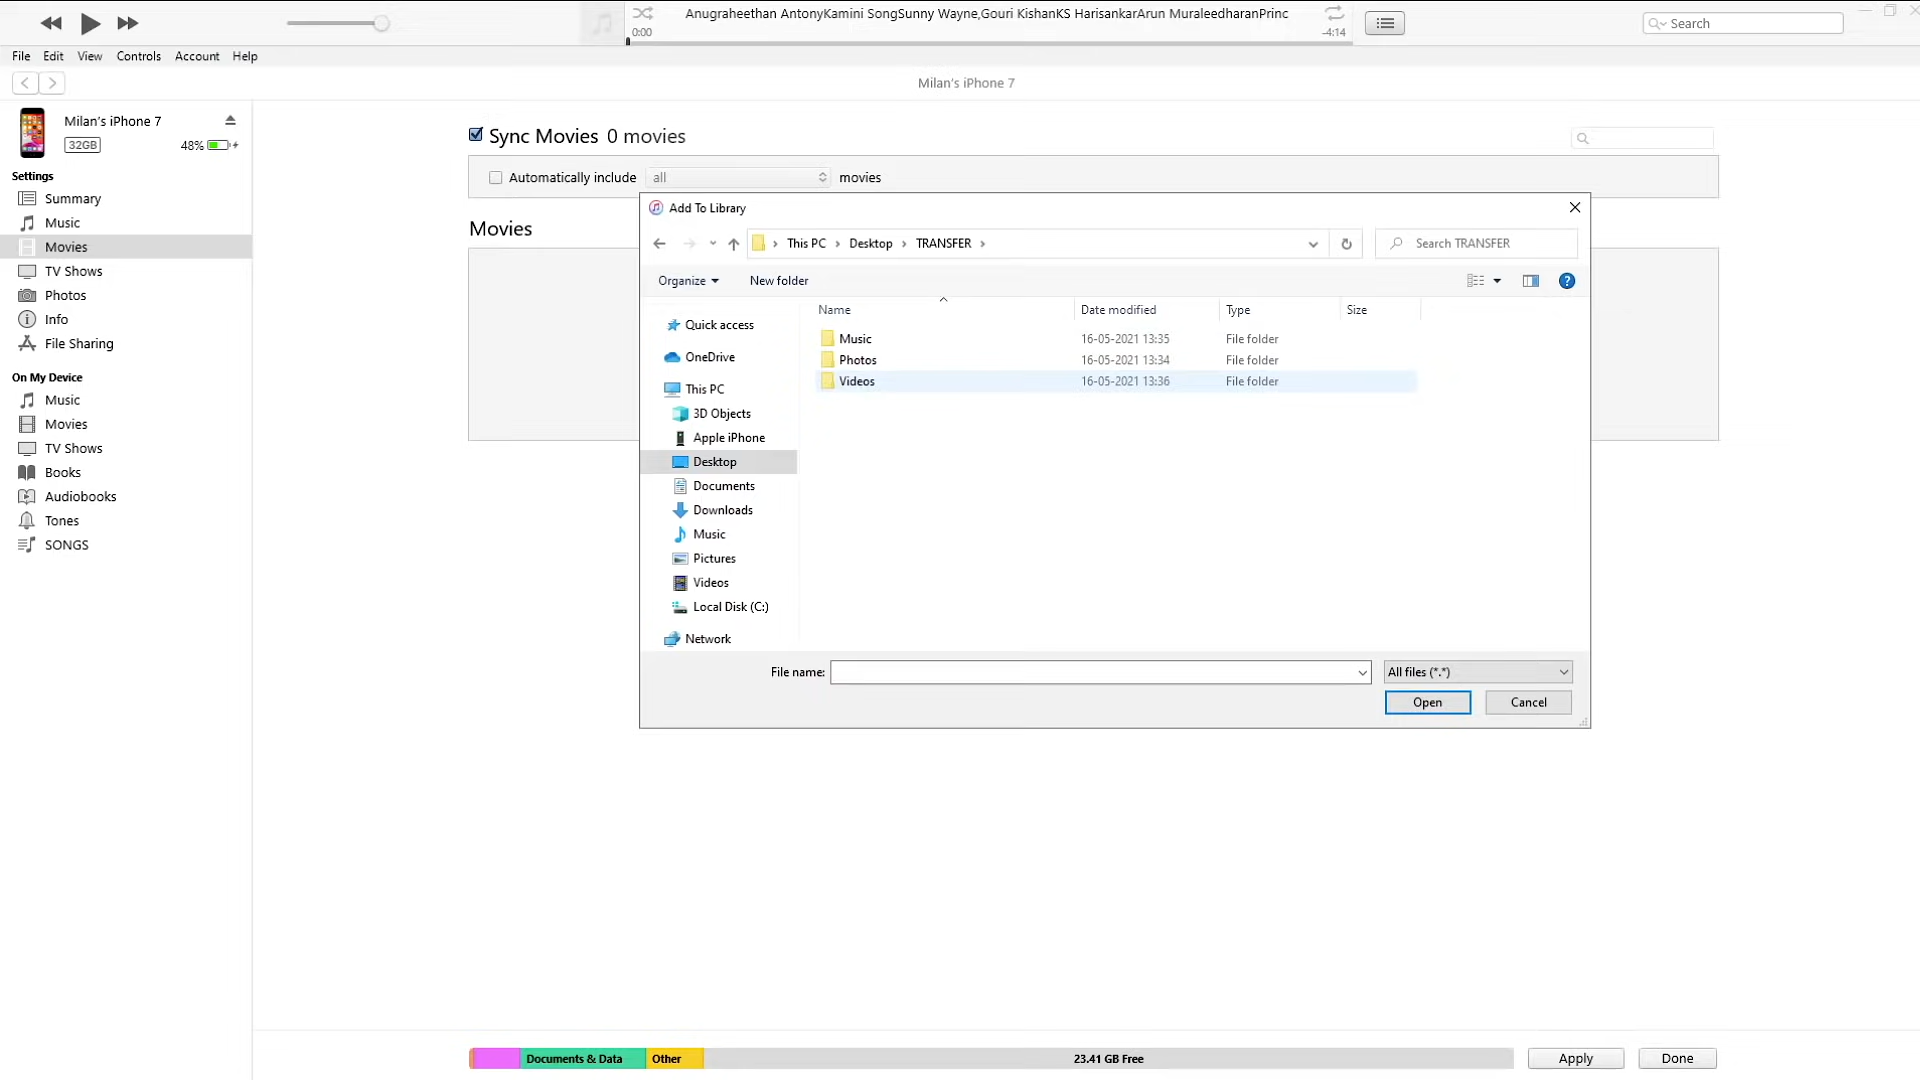 Anugraheethan AntonyKamini SongSunny Wayne,Gouri KishanKS HarisankarArun MuraleedharanPrinc
0:00
-4:14
Search
File Edit View Controls Account Help
Milan's iPhone 7
Milan's iPhone 7
32GB
48%
Settings
Summary
Music
Movies
TV Shows
Photos
Info
File Sharing
On My Device
Music
Movies
TV Shows
Books
Audiobooks
Tones
SONGS
Sync Movies 0 movies
Automatically include all movies
Movies
Add To Library
This PC Desktop TRANSFER
Search TRANSFER
Organize New folder
Quick access
OneDrive
This PC
3D Objects
Apple iPhone
Desktop
Documents
Downloads
Music
Pictures
Videos
Local Disk (C:)
Network
Name Date modified Type Size
Music 16-05-2021 13:35 File folder
Photos 16-05-2021 13:34 File folder
Videos 16-05-2021 13:36 File folder
File name:
All files (*.*)
Open Cancel
Documents & Data Other 23.41 GB Free
Apply Done